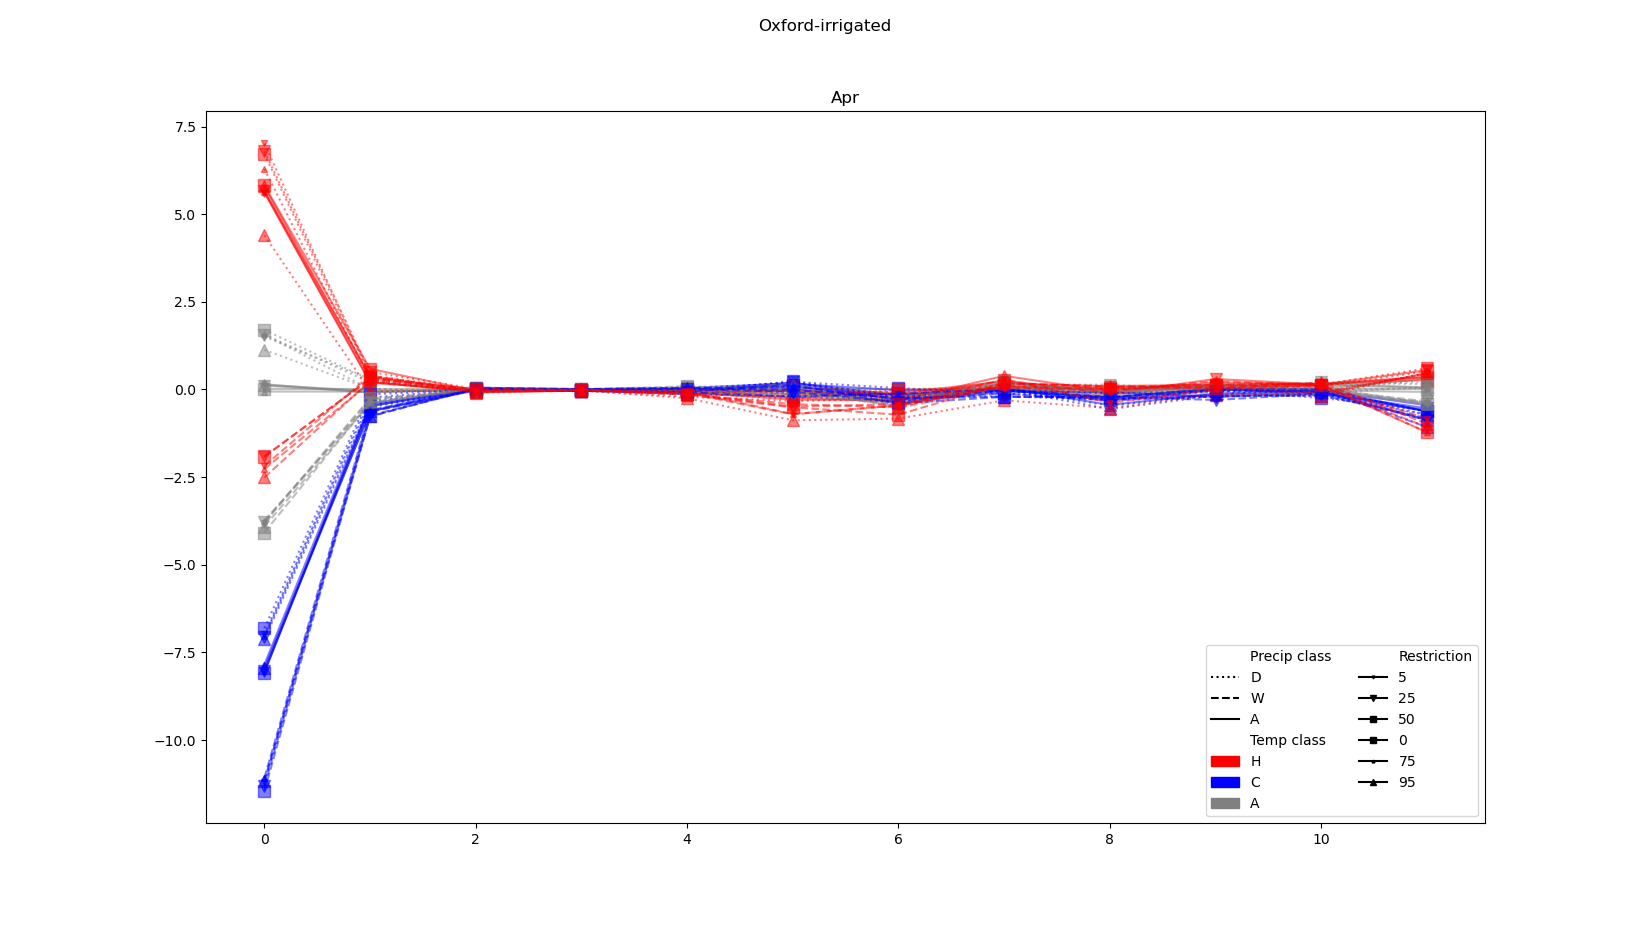 Oxford-irrigated
Apr
7.5
5.0
2.5
0.0
−2.5
−5.0
−7.5
−10.0
0 2 4 6 8 10
Precip class
D
W
A
Temp class
H
C
A
Restriction
5
25
50
0
75
95